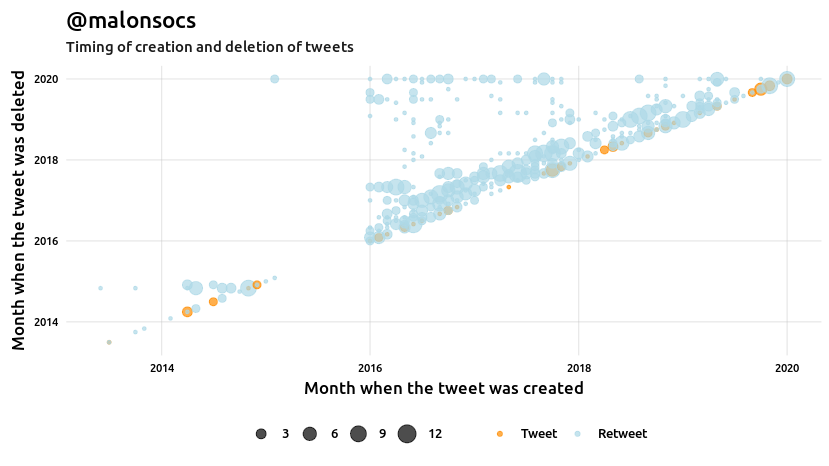 @malonsocs
Timing of creation and deletion of tweets
Month when the tweet was deleted
2020
2018
2016
2014
2014 2016 2018 2020
Month when the tweet was created
3 6 9 12 Tweet Retweet